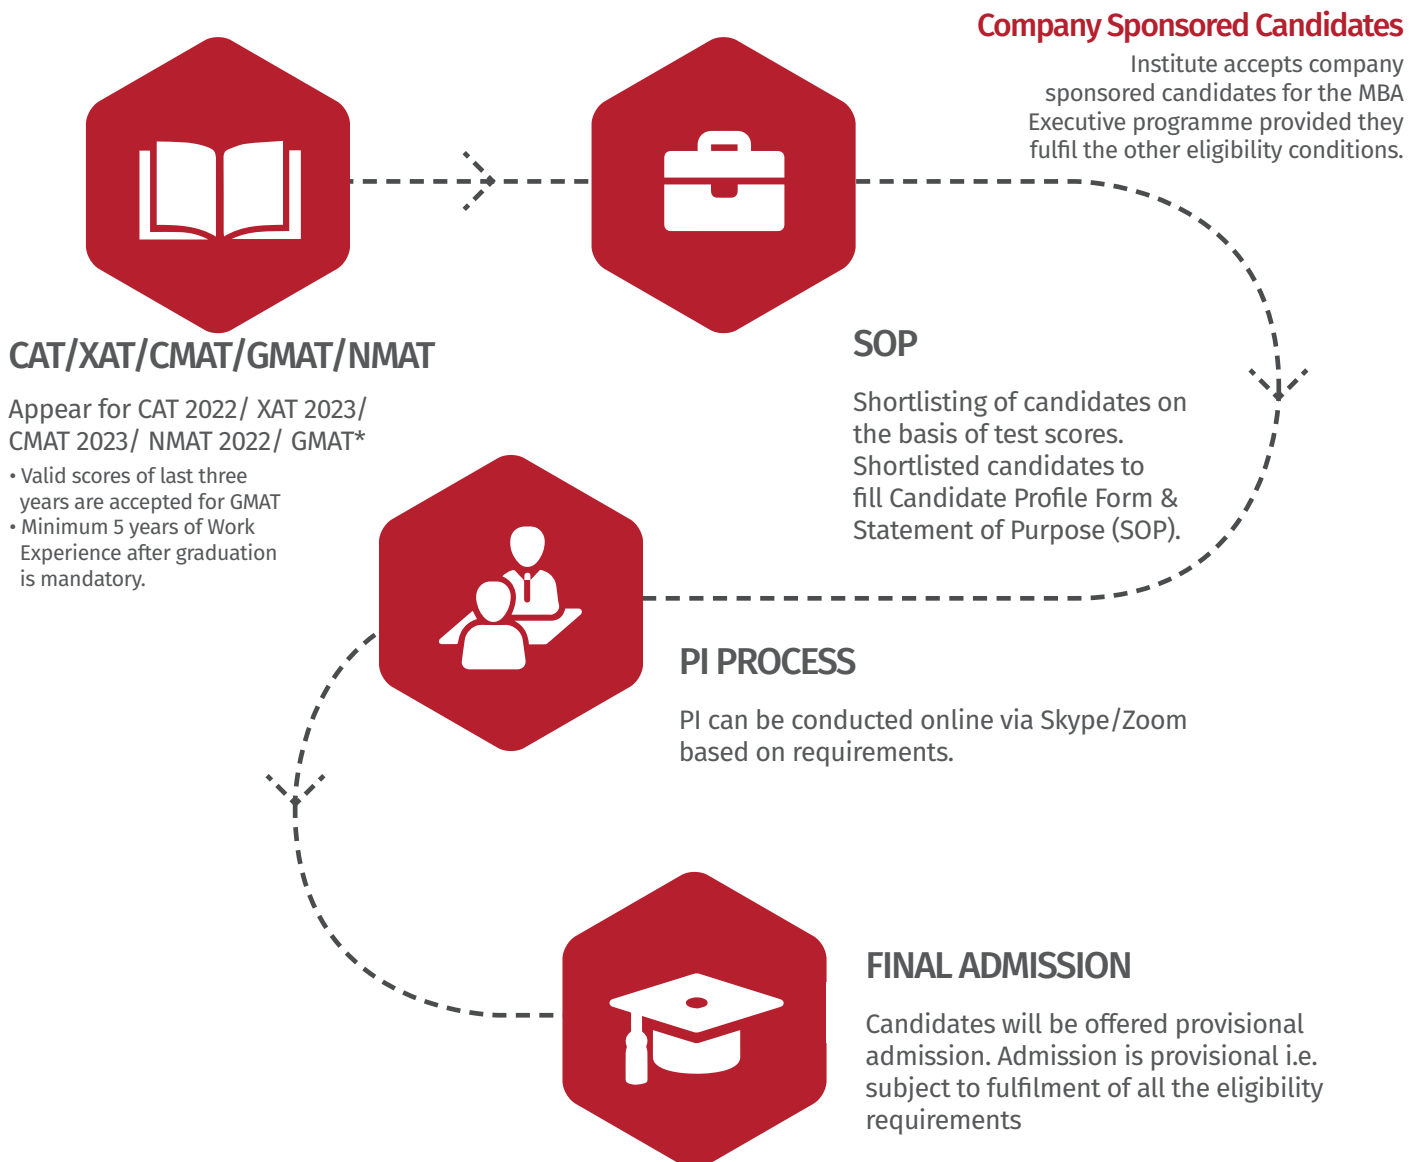 Company Sponsored Candidates
Institute accepts company
sponsored candidates for the MBA
Executive programme provided they
fulfil the other eligibility conditions.
CAT/XAT/CMAT/GMAT/NMAT
Appear for CAT 2022/ XAT 2023/
CMAT 2023/ NMAT 2022/ GMAT*
• Valid scores of last three
years are accepted for GMAT
• Minimum 5 years of Work
Experience after graduation
is mandatory.
SOP
Shortlisting of candidates on
the basis of test scores.
Shortlisted candidates to
fill Candidate Profile Form &
Statement of Purpose (SOP).
PI PROCESS
PI can be conducted online via Skype/Zoom
based on requirements.
FINAL ADMISSION
Candidates will be offered provisional
admission. Admission is provisional i.e.
subject to fulfilment of all the eligibility
requirements